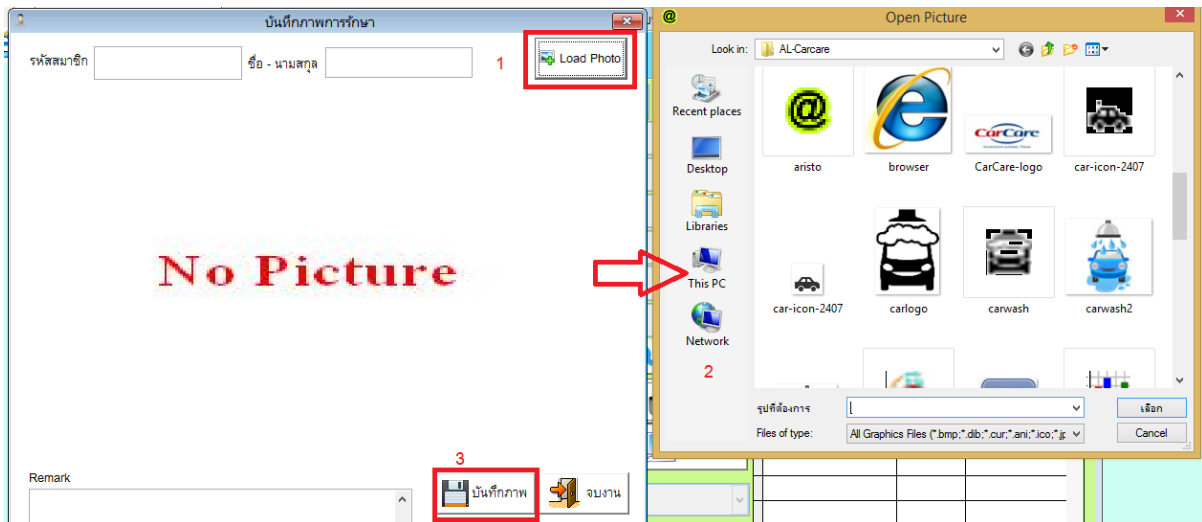 บันทึกภาพการรักษา
รหัสสมาชิก
ชื่อ - นามสกุล
1
Load Photo
No Picture
Remark
3
บันทึกภาพ
จบงาน
Open Picture
Look in:
AL-Carcare
Recent places
Desktop
Libraries
This PC
Network
2
aristo
browser
CarCare-logo
car-icon-2407
CarCare
car-icon-2407
carlogo
carwash
carwash2
รูปที่ต้องการ
เลือก
Files of type:
All Graphics Files (*.bmp;*.dib;*.cur;*.ani;*.ico;*.jp
Cancel